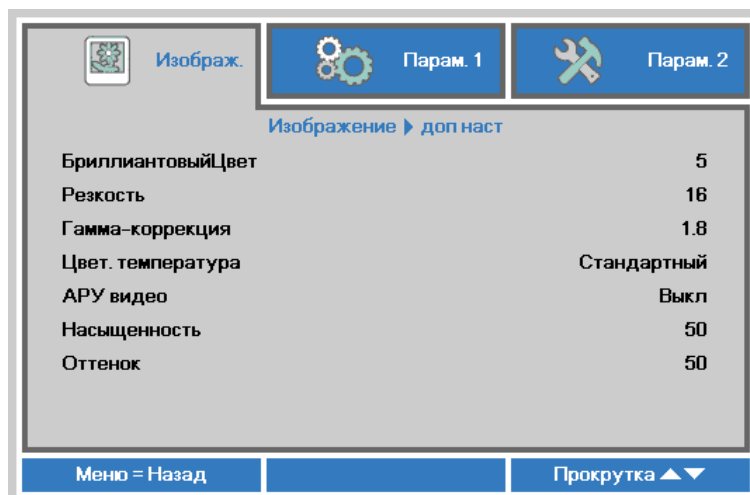 Изображ. Парам. 1 Парам. 2
Изображение ▶ доп наст
БриллиантовыйЦвет 5
Резкость 16
Гамма-коррекция 1.8
Цвет. температура Стандартный
АРУ видео Выкл
Насыщенность 50
Оттенок 50
Меню = Назад Прокрутка ▲▼